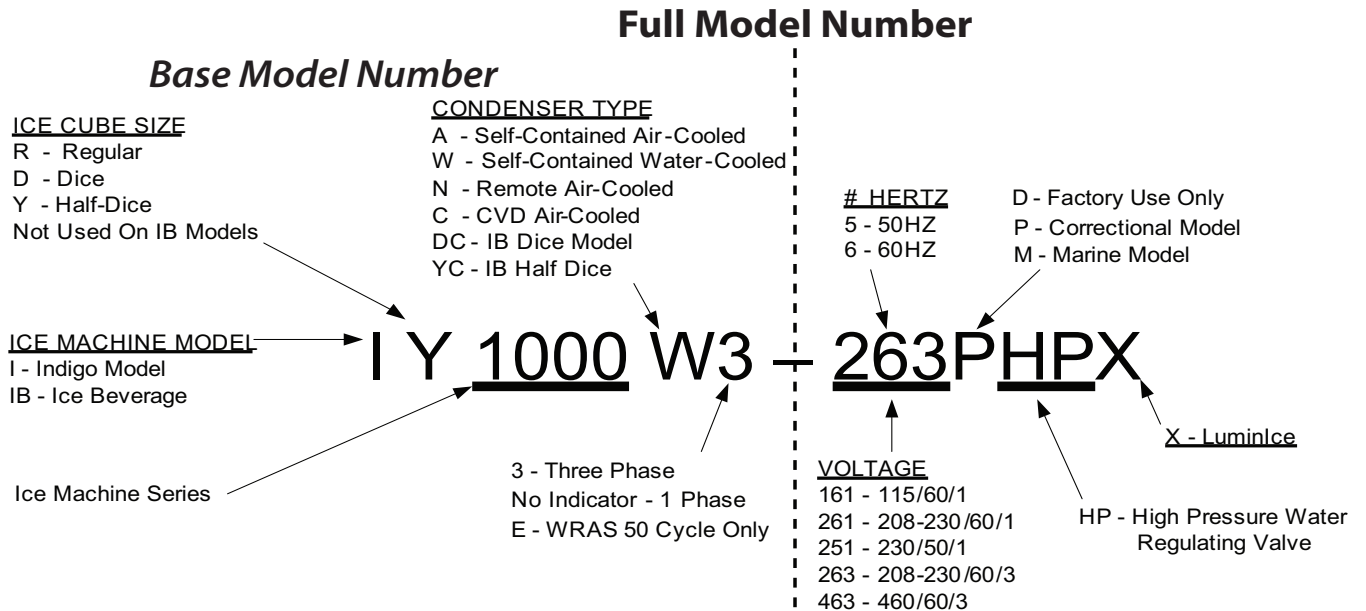 Full Model Number
Base Model Number
ICE CUBE SIZE
R - Regular
D - Dice
Y - Half-Dice
Not Used On IB Models
CONDENSER TYPE
A - Self-Contained Air-Cooled
W - Self-Contained Water-Cooled
N - Remote Air-Cooled
C - CVD Air-Cooled
DC - IB Dice Model
YC - IB Half Dice
# HERTZ
5 - 50HZ
6 - 60HZ
D - Factory Use Only
P - Correctional Model
M - Marine Model
ICE MACHINE MODEL
I - Indigo Model
IB - Ice Beverage
I Y 1000 W3 – 263PHPX
Ice Machine Series
3 - Three Phase
No Indicator - 1 Phase
E - WRAS 50 Cycle Only
VOLTAGE
161 - 115/60/1
261 - 208-230/60/1
251 - 230/50/1
263 - 208-230/60/3
463 - 460/60/3
HP - High Pressure Water
Regulating Valve
X - LuminIce